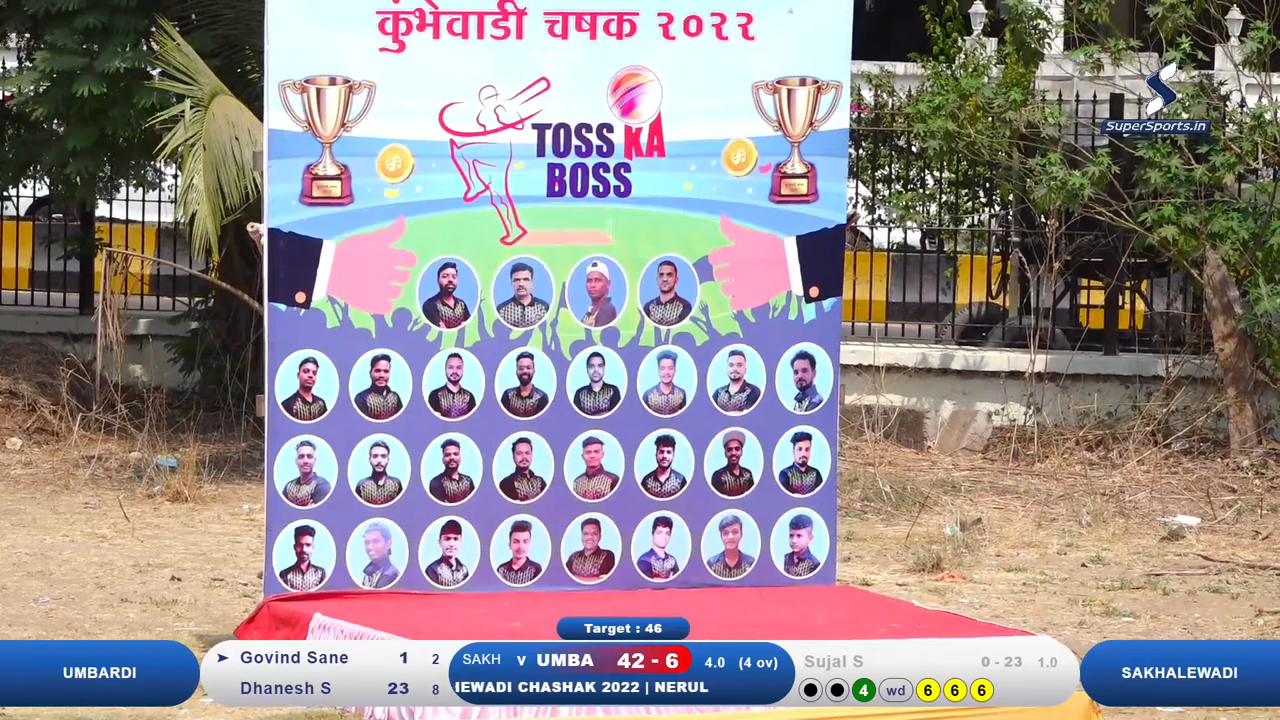 कुंभेवाडी चषक २०२२
SuperSports.in
TOSS KA
BOSS
Target : 46
UMBARDI
Govind Sane 1 2
Dhanesh S 23 8
SAKH v UMBA 42 - 6 4.0 (4 ov)
IEWADI CHASHAK 2022 | NERUL
Sujal S 0 - 23 1.0
4 wd 6 6 6
SAKHALEWADI